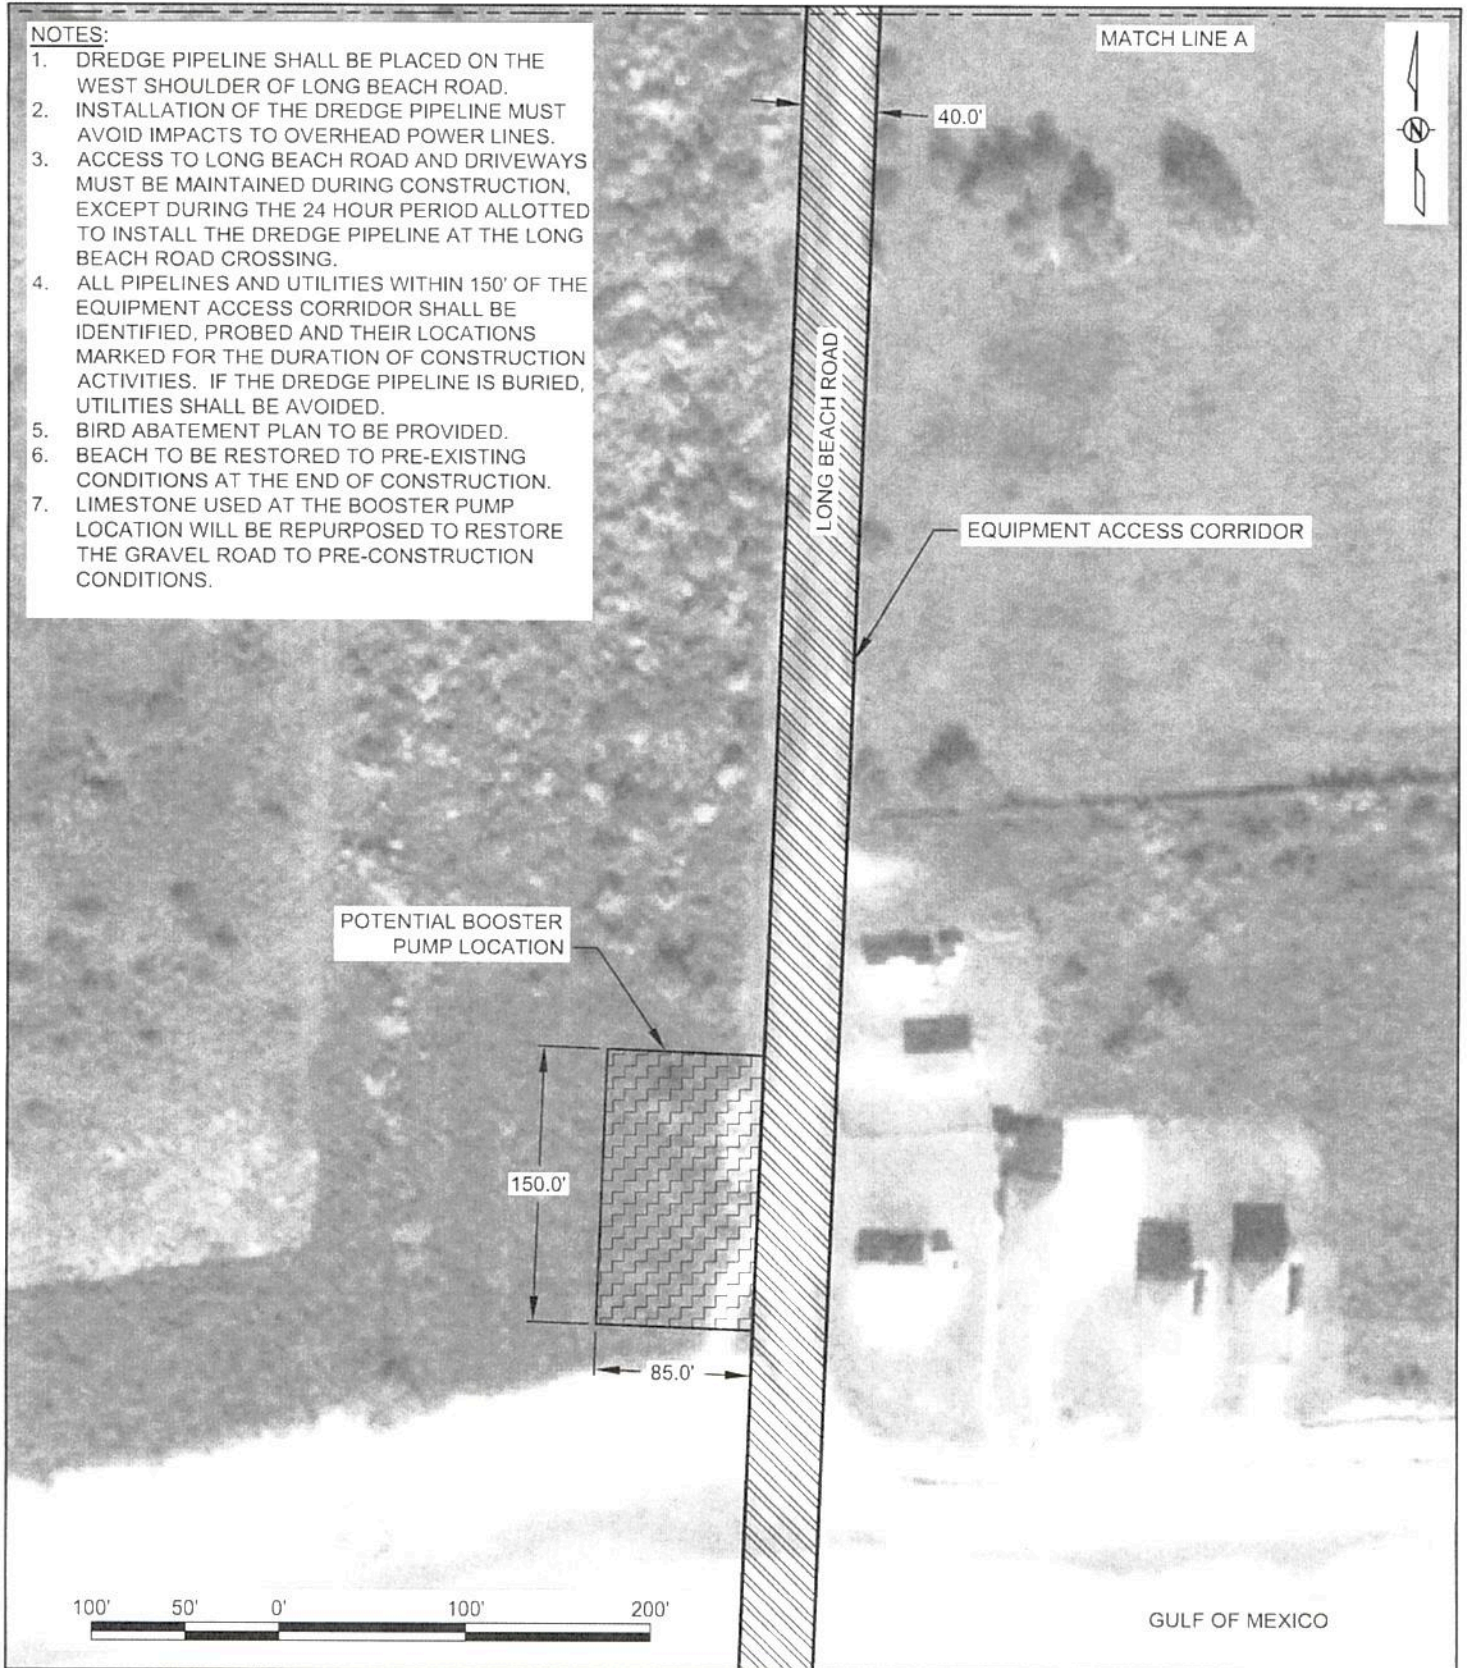 NOTES:
1. DREDGE PIPELINE SHALL BE PLACED ON THE
WEST SHOULDER OF LONG BEACH ROAD.
2. INSTALLATION OF THE DREDGE PIPELINE MUST
AVOID IMPACTS TO OVERHEAD POWER LINES.
3. ACCESS TO LONG BEACH ROAD AND DRIVEWAYS
MUST BE MAINTAINED DURING CONSTRUCTION,
EXCEPT DURING THE 24 HOUR PERIOD ALLOTTED
TO INSTALL THE DREDGE PIPELINE AT THE LONG
BEACH ROAD CROSSING.
4. ALL PIPELINES AND UTILITIES WITHIN 150' OF THE
EQUIPMENT ACCESS CORRIDOR SHALL BE
IDENTIFIED, PROBED AND THEIR LOCATIONS
MARKED FOR THE DURATION OF CONSTRUCTION
ACTIVITIES. IF THE DREDGE PIPELINE IS BURIED,
UTILITIES SHALL BE AVOIDED.
5. BIRD ABATEMENT PLAN TO BE PROVIDED.
6. BEACH TO BE RESTORED TO PRE-EXISTING
CONDITIONS AT THE END OF CONSTRUCTION.
7. LIMESTONE USED AT THE BOOSTER PUMP
LOCATION WILL BE REPURPOSED TO RESTORE
THE GRAVEL ROAD TO PRE-CONSTRUCTION
CONDITIONS.
MATCH LINE A
N
40.0'
LONG BEACH ROAD
EQUIPMENT ACCESS CORRIDOR
POTENTIAL BOOSTER
PUMP LOCATION
150.0'
85.0'
100' 50' 0' 100' 200'
GULF OF MEXICO